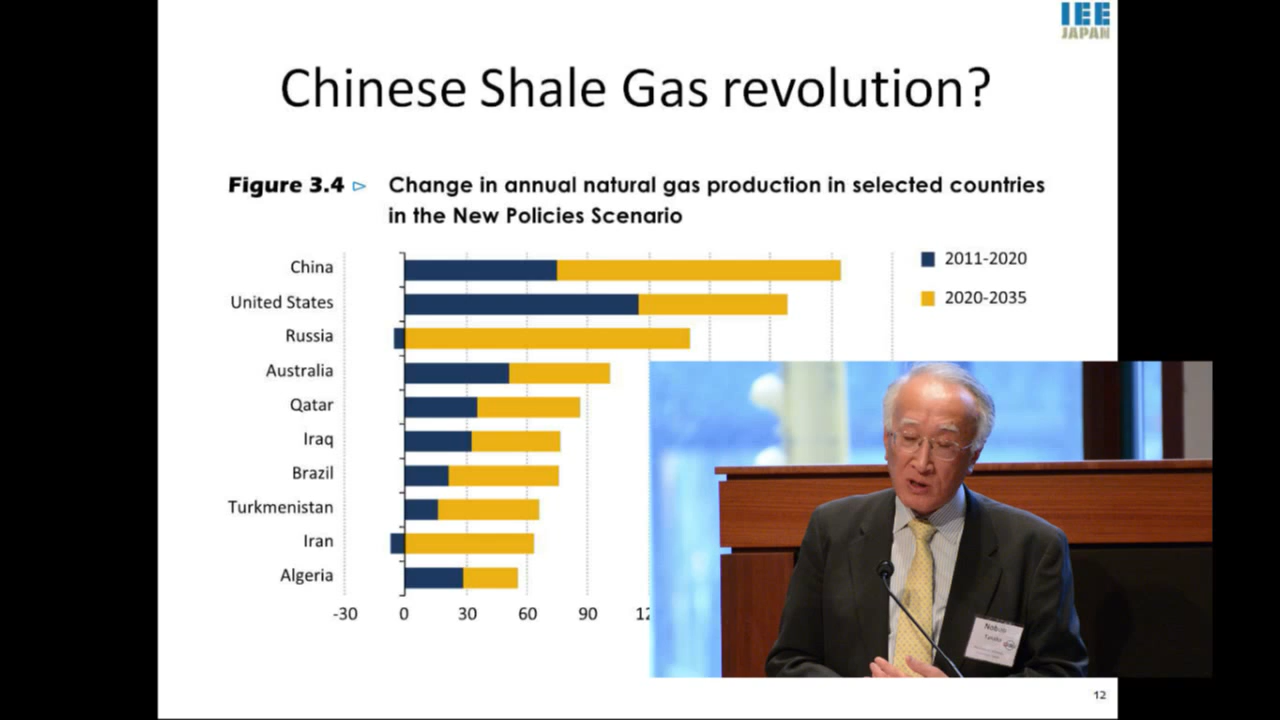 IEE
JAPAN
Chinese Shale Gas revolution?
Figure 3.4 ▷ Change in annual natural gas production in selected countries
in the New Policies Scenario
China
United States
Russia
Australia
Qatar
Iraq
Brazil
Turkmenistan
Iran
Algeria
2011-2020
2020-2035
-30 0 30 60 90
12